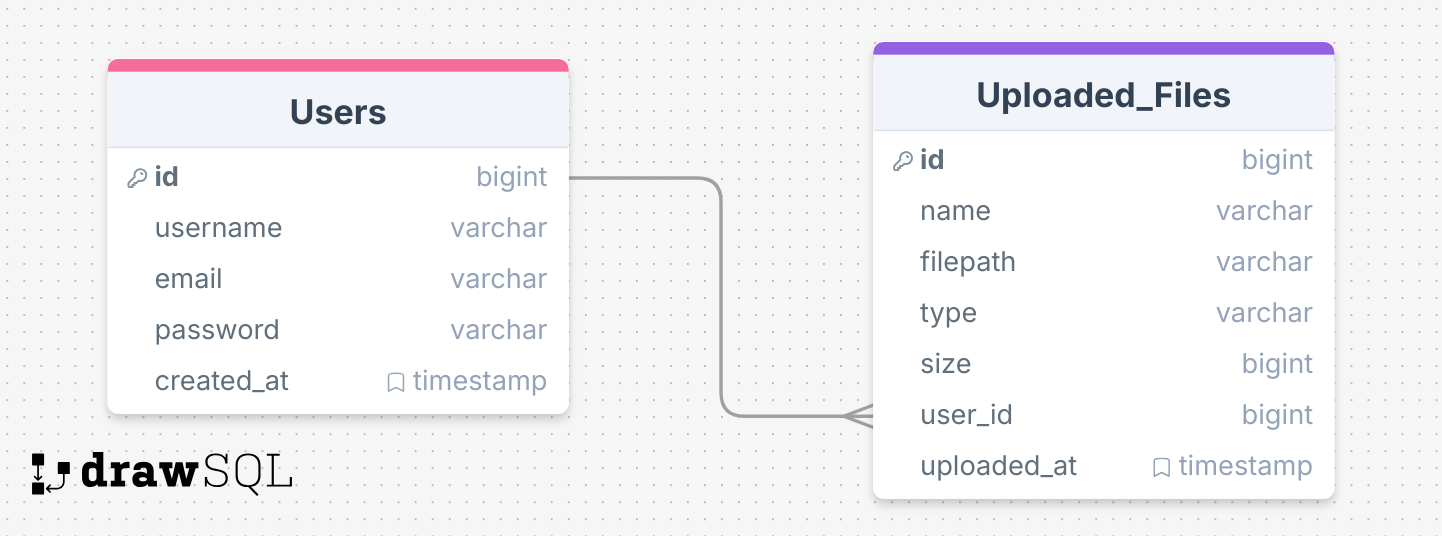 Users
id bigint
username varchar
email varchar
password varchar
created_at timestamp
Uploaded_Files
id bigint
name varchar
filepath varchar
type varchar
size bigint
user_id bigint
uploaded_at timestamp
drawSQL